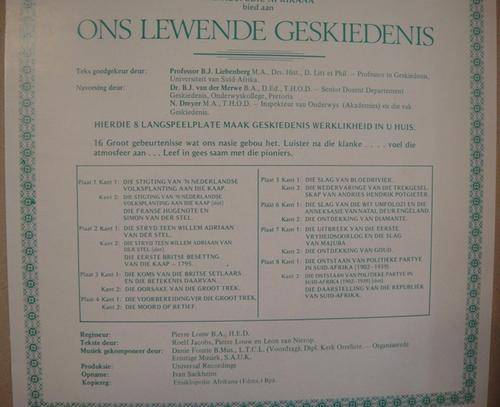 bied aan
ONS LEWENDE GESKIEDENIS
Teks goedgekeur deur: Professor B.J. Liebenberg M.A., Drs. Hist., D. Litt et Phil — Professor in Geskiedenis,
Universiteit van Suid-Afrika.
Navorsing deur: Dr. B.J. van der Merwe B.A., D.Ed., T.H.O.D. — Senior Dosent Departement
Geskiedenis, Onderwyskollege, Pretoria.
N. Dreyer M.A., T.H.O.D. — Inspekteur van Onderwys (Akademies) en die vak
Geskiedenis.
HIERDIE 8 LANGSPEELPLATE MAAK GESKIEDENIS WERKLIKHEID IN U HUIS.
16 Groot gebeurtenisse wat ons nasie gebou het. Luister na die klanke . . . . voel die
atmosfeer aan . . . Leef in gees saam met die pioniers.
Plaat 1 Kant 1: DIE STIGTING VAN 'N NEDERLANDSE
VOLKSPLANTING AAN DIE KAAP.
Kant 2: DIE STIGTING VAN 'N NEDERLANDSE
VOLKSPLANTING AAN DIE KAAP
DIE FRANSE HUGENOTE EN
SIMON VAN DER STEL.
Plaat 2 Kant 1: DIE STRYD TEEN WILLEM ADRIAAN
VAN DER STEL.
Kant 2: DIE STRYD TEEN WILLEM ADRIAAN VAN
DER STEL
DIE EERSTE BRITSE BESETTING
VAN DIE KAAP — 1795.
Plaat 3 Kant 1: DIE KOMS VAN DIE BRITSE SETLAARS
EN DIE BETEKENIS DAARVAN.
Kant 2: DIE OORSAKE VAN DIE GROOT TREK.
Plaat 4 Kant 1: DIE VOORBEREIDING VIR DIE GROOT TREK.
Kant 2: DIE MOORD OP RETIEF.
Plaat 5 Kant 1: DIE SLAG VAN BLOEDRIVIER.
Kant 2: DIE WEDERVARINGE VAN DIE TREKGESEL-
SKAP VAN ANDRIES HENDRIK POTGIETER.
Plaat 6 Kant 1: DIE SLAG VAN DIE WIT UMFOLOZI EN DIE
ANNEKSASIE VAN NATAL DEUR ENGELAND.
Kant 2: DIE ONTDEKKING VAN DIAMANTE.
Plaat 7 Kant 1: DIE UITBREEK VAN DIE EERSTE
VRYHEIDSOORLOG EN DIE SLAG
VAN MAJUBA
Kant 2: DIE ONTDEKKING VAN GOUD.
Plaat 8 Kant 1: DIE ONTSTAAN VAN POLITIEKE PARTYE
IN SUID-AFRIKA (1902-1939)
Kant 2: DIE ONTSTAAN VAN POLITIEKE PARTYE IN
SUID-AFRIKA (1902-1939)
DIE DAARSTELLING VAN DIE REPUBLIEK
VAN SUID-AFRIKA.
Regisseur: Pierre Louw B.A., H.E.D.
Tekste deur: Roelf Jacobs, Pierre Louw en Leon van Nierop.
Musiek gekomponeer deur: Danie Fourie B.Mus., L.T.C.L. (Voordrag), Dipl. Kerk Orreliste. — Organiseerde
Ernstige Musiek, S.A.U.K.
Produksie: Universal Recordings
Opname: Ivan Sackheim
Kopiereg: Ensiklopedie Afrikana (Edms.) Bpk.